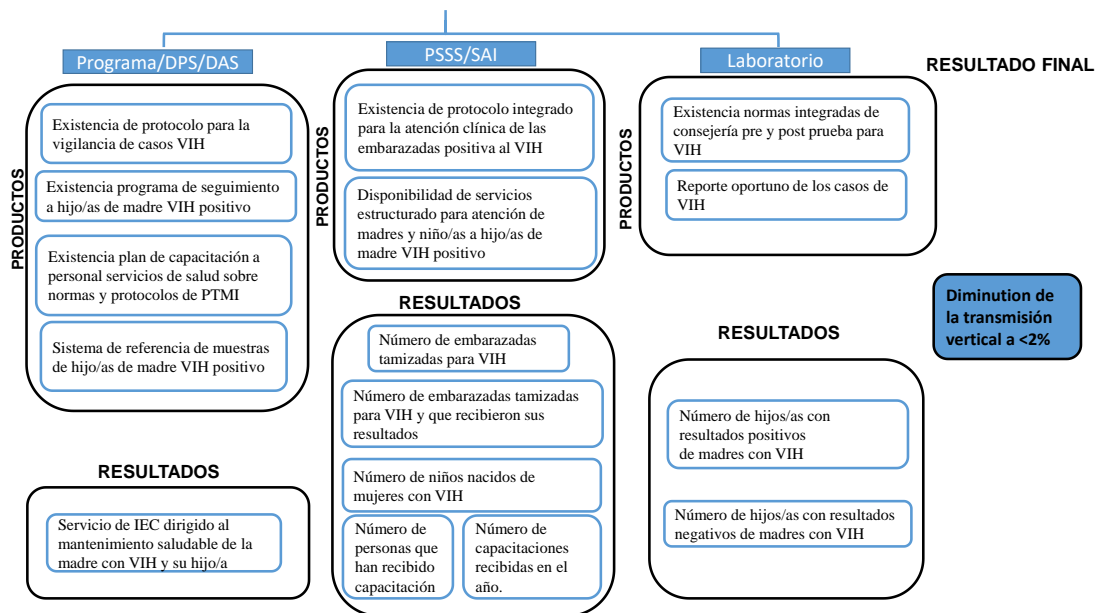 Programa/DPS/DAS
PRODUCTOS
Existencia de protocolo para la
vigilancia de casos VIH
Existencia programa de seguimiento
a hijo/as de madre VIH positivo
Existencia plan de capacitación a
personal servicios de salud sobre
normas y protocolos de PTMI
Sistema de referencia de muestras
de hijo/as de madre VIH positivo
RESULTADOS
Servicio de IEC dirigido al
mantenimiento saludable de la
madre con VIH y su hijo/a
PSSS/SAI
PRODUCTOS
Existencia de protocolo integrado
para la atención clínica de las
embarazadas positiva al VIH
Disponibilidad de servicios
estructurado para atención de
madres y niño/as a hijo/as de
madre VIH positivo
RESULTADOS
Número de embarazadas
tamizadas para VIH
Número de embarazadas tamizadas
para VIH y que recibieron sus
resultados
Número de niños nacidos de
mujeres con VIH
Número de
personas que
han recibido
capacitación
Número de
capacitaciones
recibidas en el
año.
Laboratorio
PRODUCTOS
Existencia normas integradas de
consejería pre y post prueba para
VIH
Reporte oportuno de los casos de
VIH
RESULTADOS
Número de hijos/as con
resultados positivos
de madres con VIH
Número de hijos/as con resultados
negativos de madres con VIH
RESULTADO FINAL
Diminution de
la transmisión
vertical a <2%